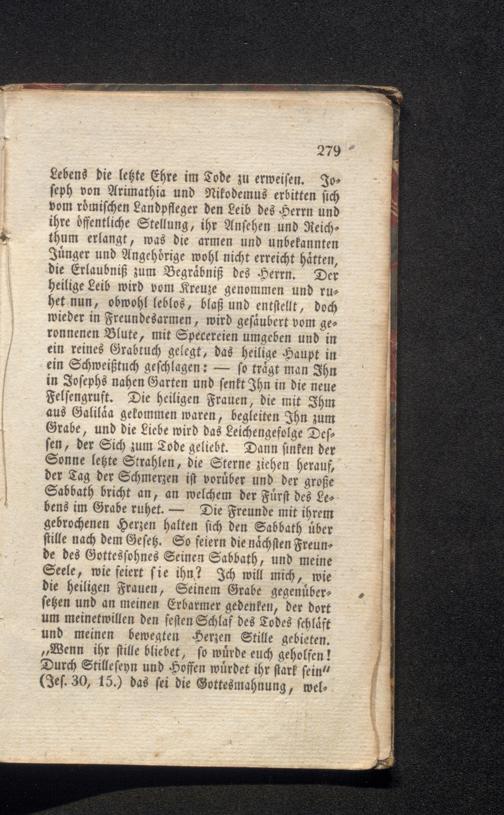 279
Lebens die letzte Ehre im Tode zu erweisen. Jo-
seph von Arimathia und Nikodemus erbitten sich
vom römischen Landpfleger den Leib des Herrn und
ihre öffentliche Stellung, ihr Ansehen und Reich-
thum erlangt, was die armen und unbekannten
Jünger und Angehörige wohl nicht erreicht hätten,
die Erlaubniß zum Begräbniß des Herrn. Der
heilige Leib wird vom Kreuze genommen und ru-
het nun, obwohl leblos, blaß und entstellt, doch
wieder in Freundesarmen, wird gesäubert vom ge-
ronnenen Blute, mit Specereien umgeben und in
ein reines Grabtuch gelegt, das heilige Haupt in
ein Schweißtuch geschlagen: — so trägt man Ihn
in Josephs nahen Garten und senkt Ihn in die neue
Felsengruft. Die heiligen Frauen, die mit Ihm
aus Galiläa gekommen waren, begleiten Ihn zum
Grabe, und die Liebe wird das Leichengefolge Des-
sen, der Sich zum Tode geliebt. Dann sinken der
Sonne letzte Strahlen, die Sterne ziehen herauf,
der Tag der Schmerzen ist vorüber und der große
Sabbath bricht an, an welchem der Fürst des Le-
bens im Grabe ruhet. — Die Freunde mit ihrem
gebrochenen Herzen halten sich den Sabbath über
stille nach dem Gesetz. So feiern die nächsten Freun-
de des Gottessohnes Seinen Sabbath, und meine
Seele, wie feiert sie ihn? Ich will mich, wie
die heiligen Frauen, Seinem Grabe gegenüber-
setzen und an meinen Erbarmer gedenken, der dort
um meinetwillen den festen Schlaf des Todes schläft
und meinen bewegten Herzen Stille gebieten.
„Wenn ihr stille bliebet, so würde euch geholfen!
Durch Stilleseyn und Hoffen würdet ihr stark sein“
(Jes. 30, 15.) das sei die Gottesmahnung, wel-